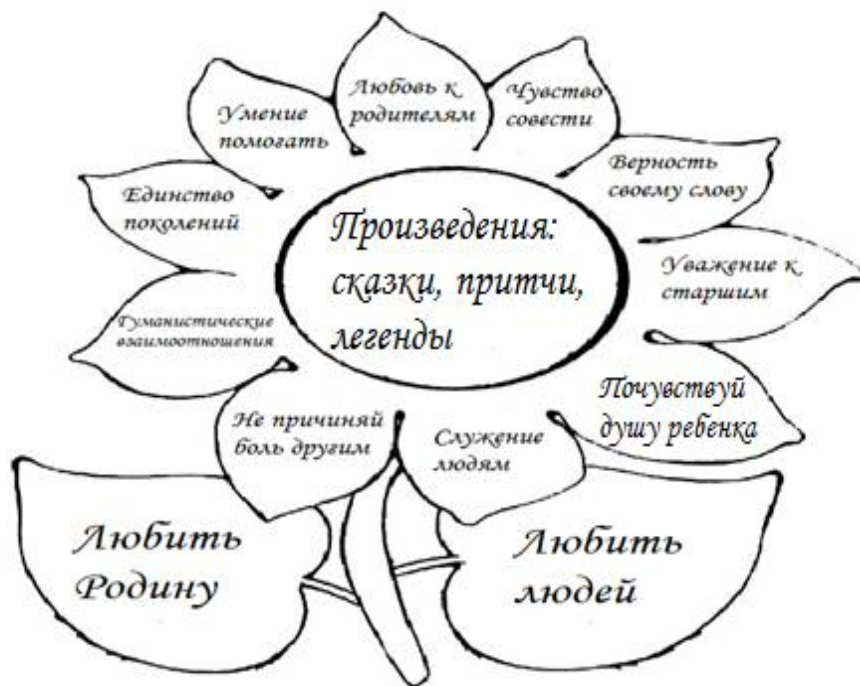 Любовь к
родителям
Чувство
совести
Умение
помогать
Верность
своему слову
Единство
поколений
Произведения:
сказки, притчи,
легенды
Уважение к
старшим
Гуманистические
взаимоотношения
Почувствуй
душу ребенка
Не причиняй
боль другим
Служение
людям
Любить
Родину
Любить
людей